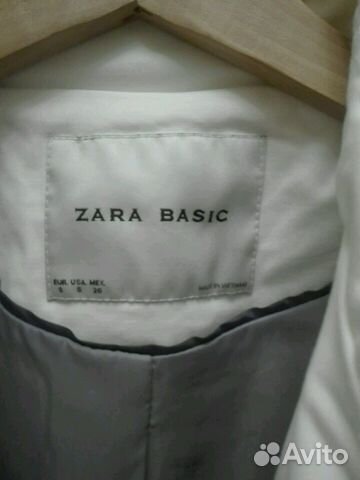 ZARA BASIC
EUR. USA. MEX.
S S 26
MADE IN VIETNAM
Avito